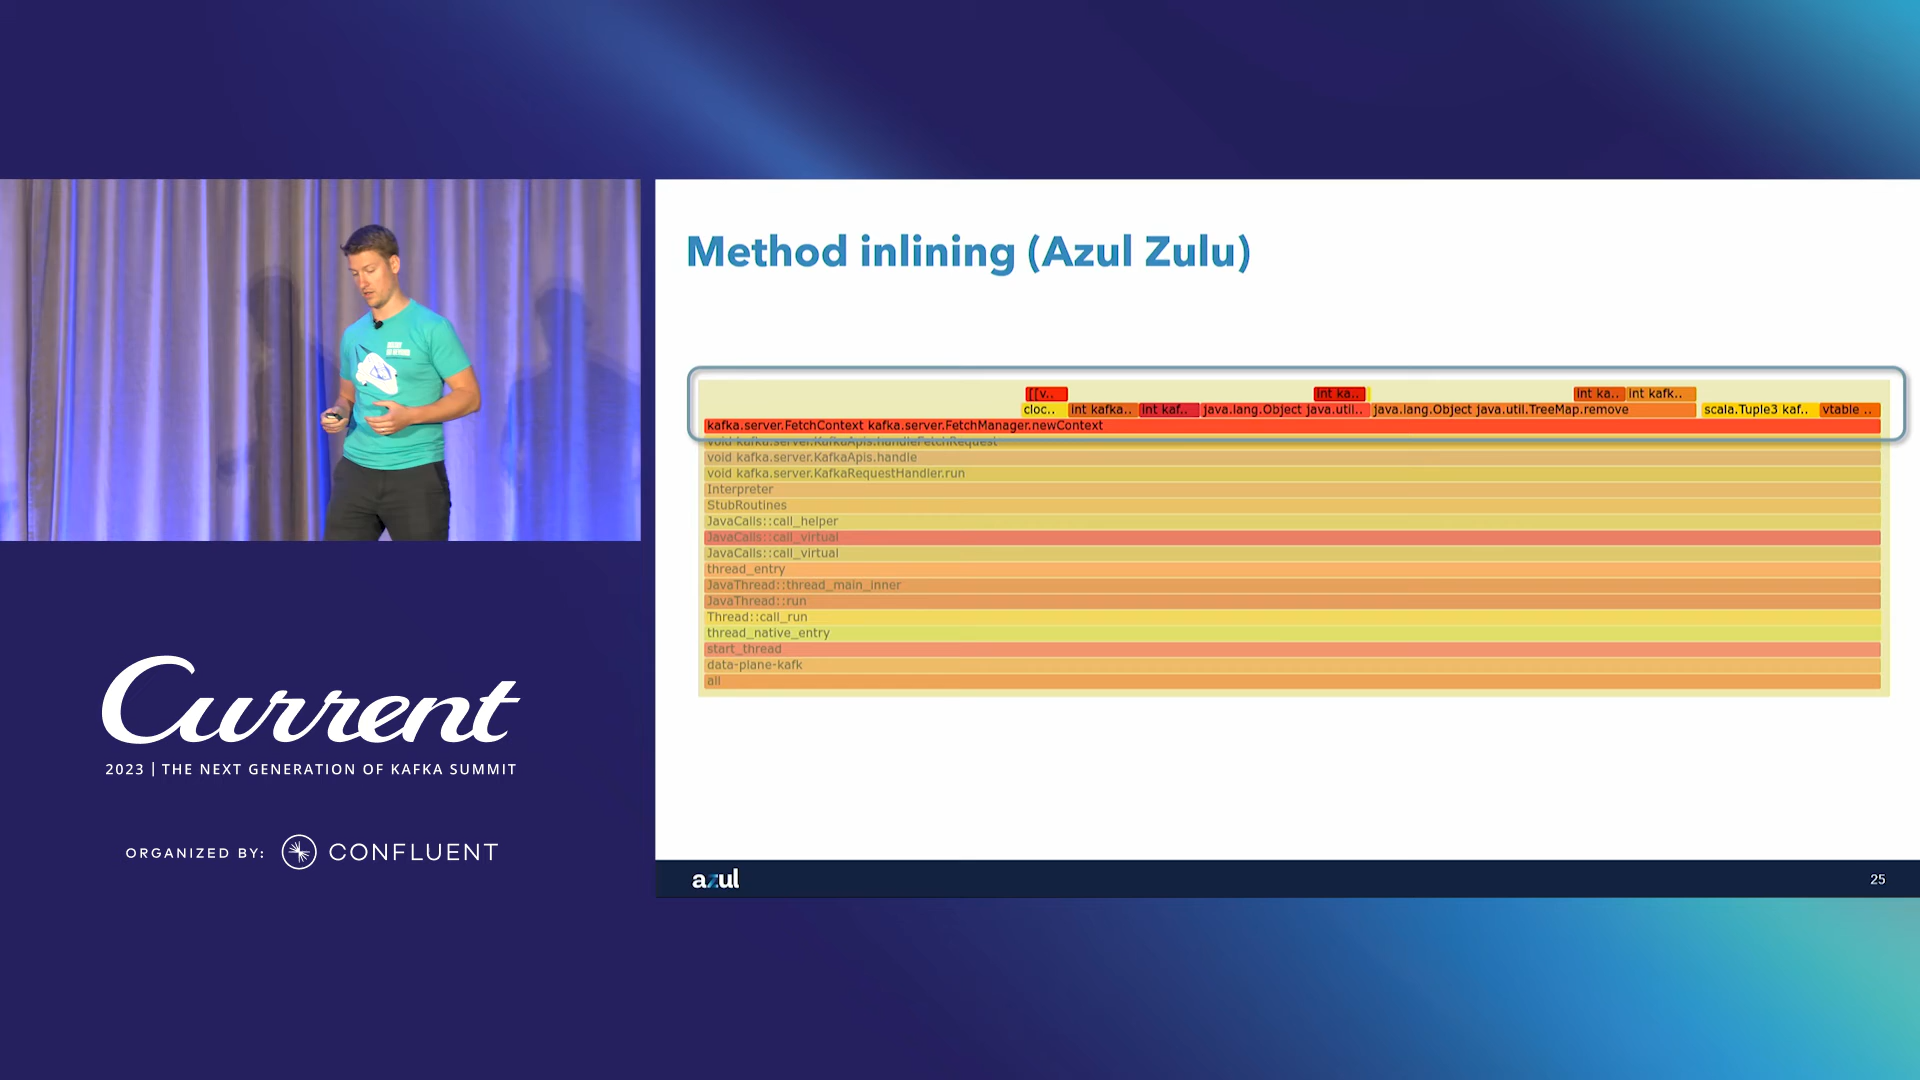 Method inlining (Azul Zulu)
[[v..
int ka..
int ka..
int kafk..
cloc..
int kafka..
int kaf..
java.lang.Object java.util..
java.lang.Object java.util.TreeMap.remove
scala.Tuple3 kaf..
vtable ..
kafka.server.FetchContext kafka.server.FetchManager.newContext
void kafka.server.KafkaApis.handleFetchRequest
void kafka.server.KafkaApis.handle
void kafka.server.KafkaRequestHandler.run
Interpreter
StubRoutines
JavaCalls::call_helper
JavaCalls::call_virtual
JavaCalls::call_virtual
thread_entry
JavaThread::thread_main_inner
JavaThread::run
Thread::call_run
thread_native_entry
start_thread
data-plane-kafk
all
azul
25
Current
2023 | THE NEXT GENERATION OF KAFKA SUMMIT
ORGANIZED BY: CONFLUENT